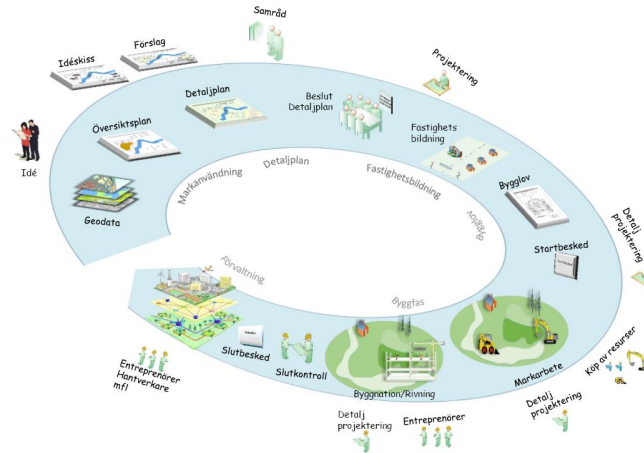 Samråd
Förslag
Idéskiss
Projektering
Detaljplan
Beslut
Detaljplan
Översiktsplan
Fastighets
bildning
Idé
Detaljplan
Fastighetsbildning
Markanvändning
Bygglov
Geodata
Bygglov
Detalj
projektering
Startbesked
Förvaltning
Byggfas
Slutbesked
Slutkontroll
Markarbete
Köp av resurser
Entreprenörer
Hantverkare
mfl
Byggnation/Rivning
Detalj
projektering
Detalj
projektering
Entreprenörer